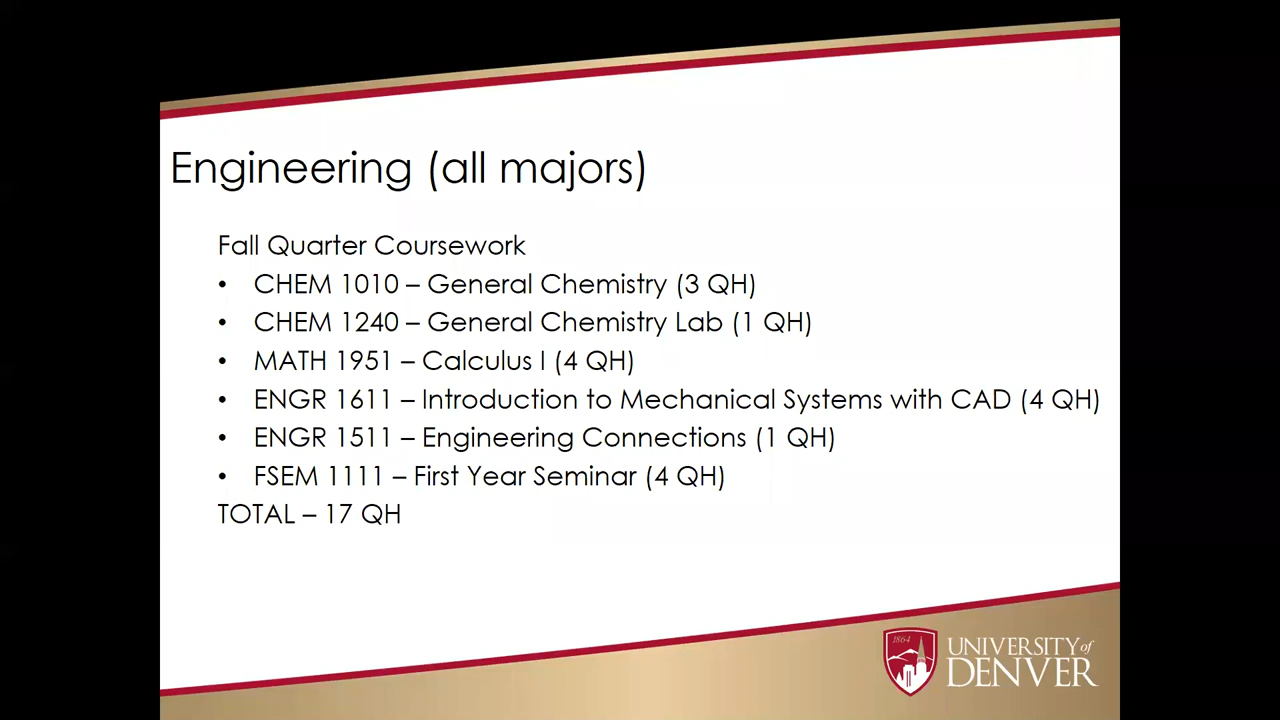 Engineering (all majors)
Fall Quarter Coursework
• CHEM 1010 – General Chemistry (3 QH)
• CHEM 1240 – General Chemistry Lab (1 QH)
• MATH 1951 – Calculus I (4 QH)
• ENGR 1611 – Introduction to Mechanical Systems with CAD (4 QH)
• ENGR 1511 – Engineering Connections (1 QH)
• FSEM 1111 – First Year Seminar (4 QH)
TOTAL – 17 QH
1864
UNIVERSITY of
DENVER